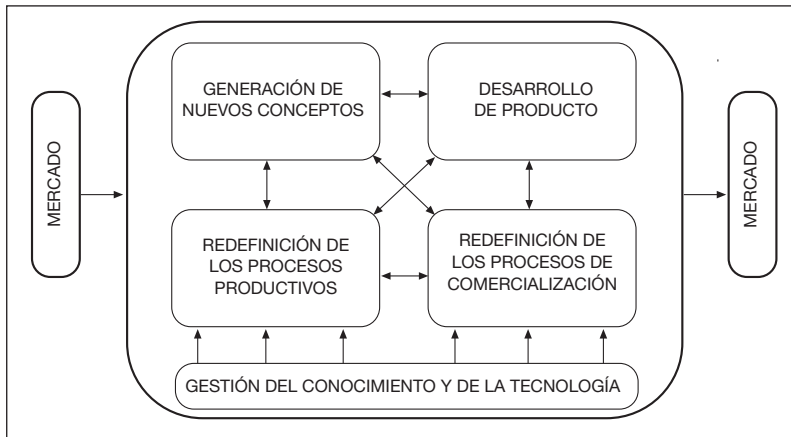 MERCADO
GENERACIÓN DE
NUEVOS CONCEPTOS
DESARROLLO
DE PRODUCTO
REDEFINICIÓN DE
LOS PROCESOS
PRODUCTIVOS
REDEFINICIÓN DE
LOS PROCESOS DE
COMERCIALIZACIÓN
GESTIÓN DEL CONOCIMIENTO Y DE LA TECNOLOGÍA
MERCADO